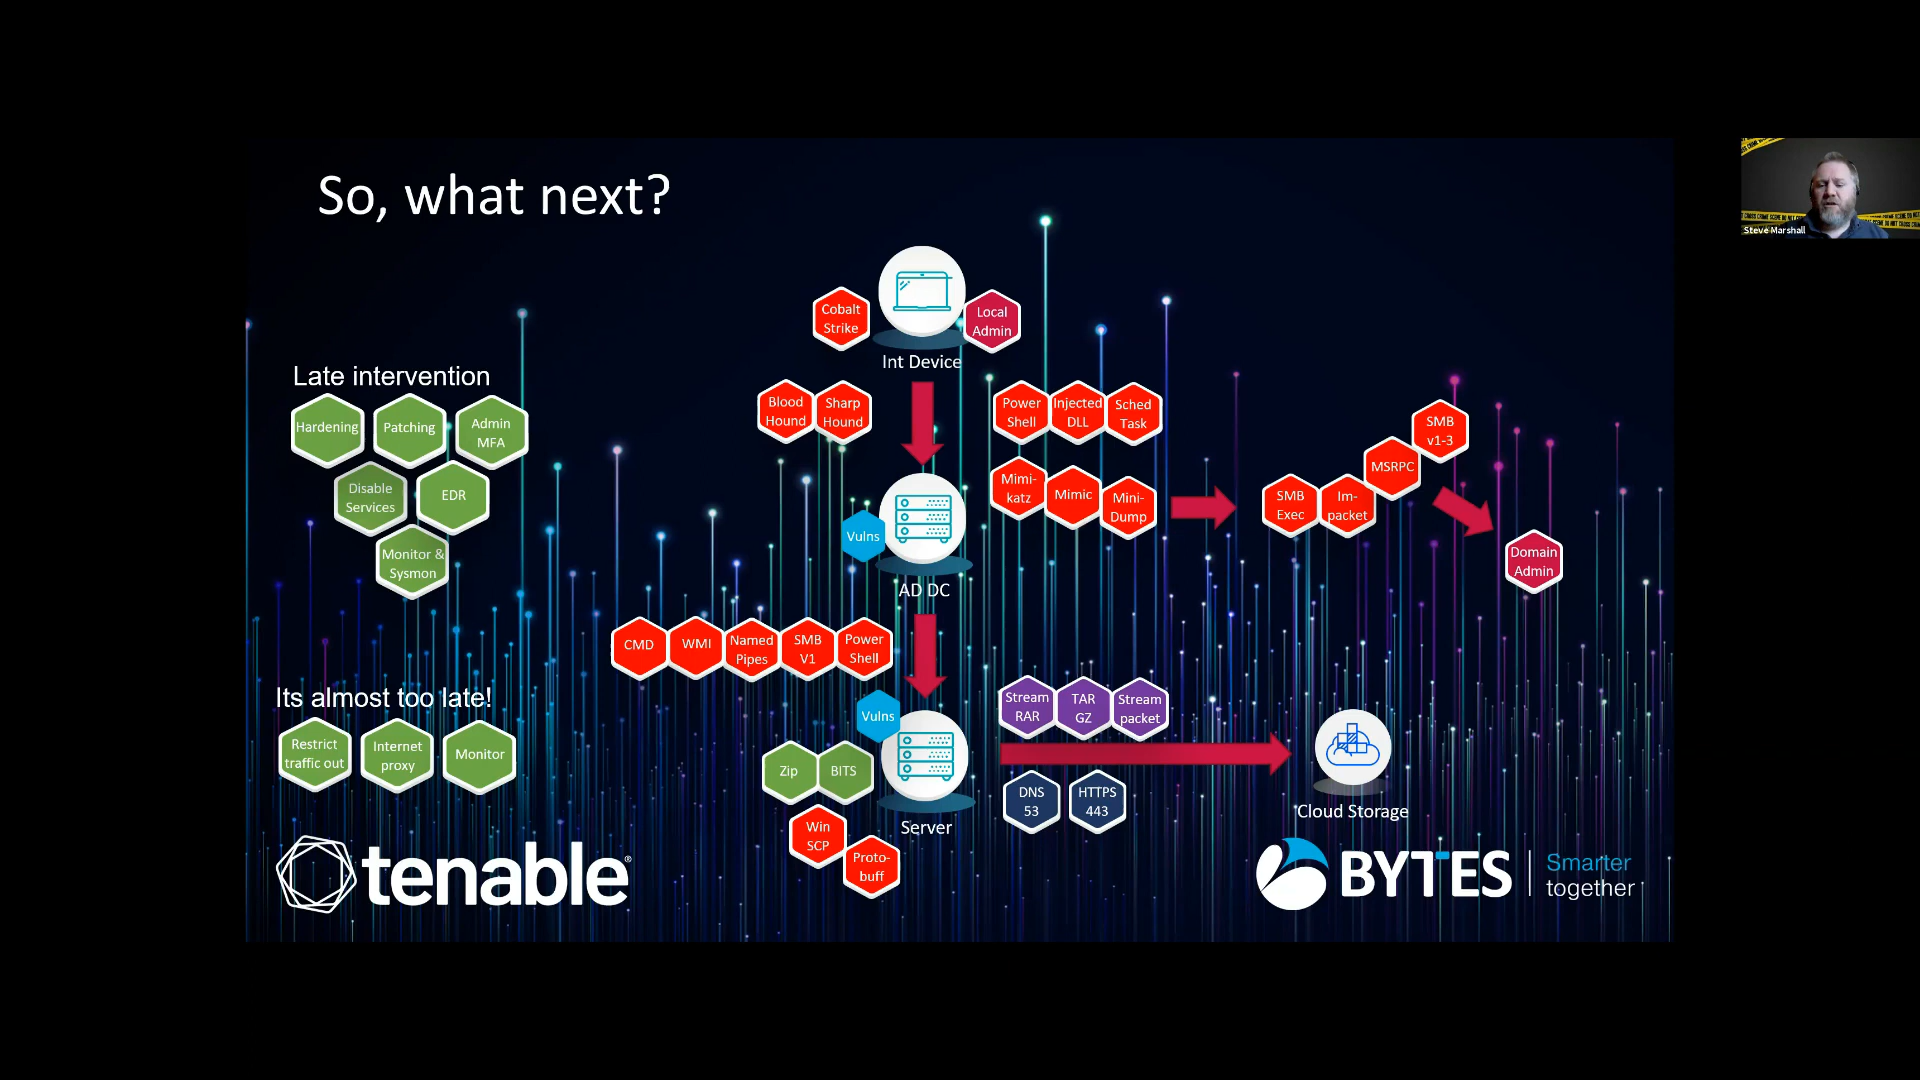 So, what next?
Steve Marshall
Cobalt
Strike
Local
Admin
Int Device
Late intervention
Hardening
Patching
Admin
MFA
Disable
Services
EDR
Monitor &
Sysmon
Blood
Hound
Sharp
Hound
Power
Shell
Injected
DLL
Sched
Task
Mimi-
katz
Mimic
Mini-
Dump
SMB
Exec
Im-
packet
MSRPC
SMB
v1-3
Domain
Admin
Vulns
AD DC
CMD
WMI
Named
Pipes
SMB
V1
Power
Shell
Its almost too late!
Restrict
traffic out
Internet
proxy
Monitor
Vulns
Stream
RAR
TAR
GZ
Stream
packet
Zip
BITS
Win
SCP
Proto-
buff
Server
DNS
53
HTTPS
443
Cloud Storage
tenable®
BYTES
Smarter
together